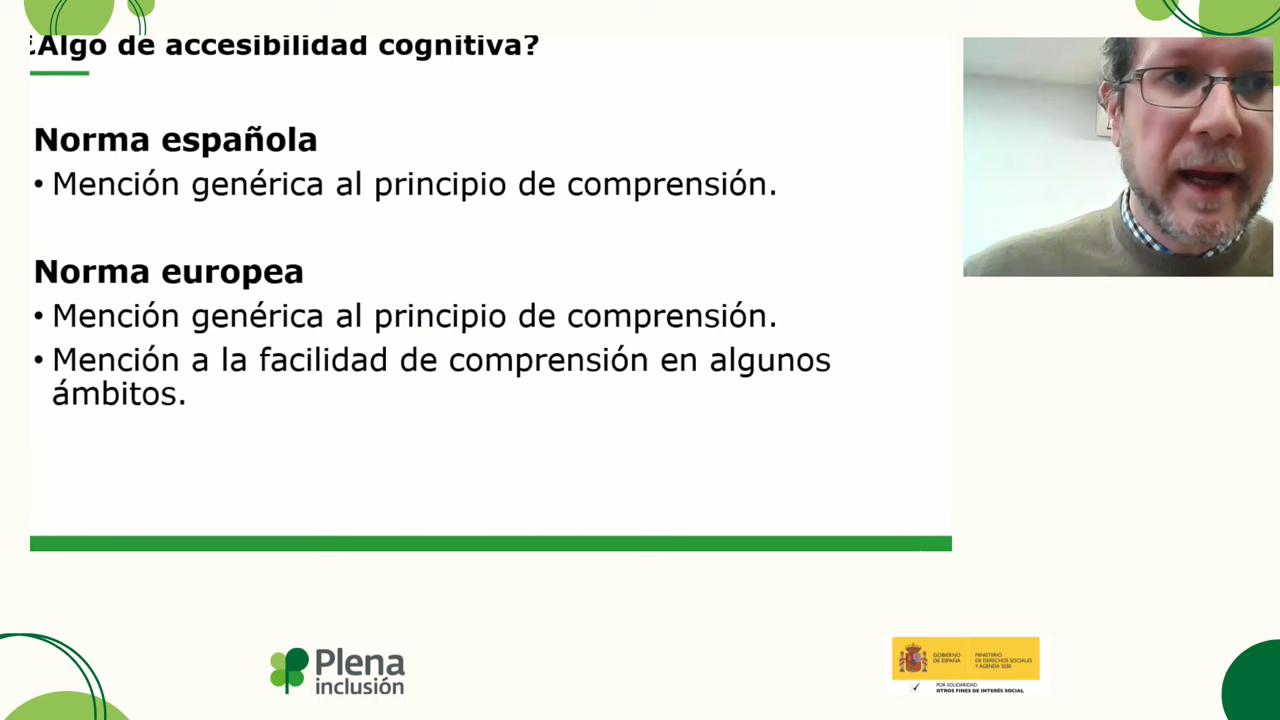 ¿Algo de accesibilidad cognitiva?
Norma española
• Mención genérica al principio de comprensión.
Norma europea
• Mención genérica al principio de comprensión.
• Mención a la facilidad de comprensión en algunos
ámbitos.
Plena
inclusión
GOBIERNO
DE ESPAÑA
MINISTERIO
DE DERECHOS SOCIALES
Y AGENDA 2030
POR SOLIDARIDAD
OTROS FINES DE INTERÉS SOCIAL